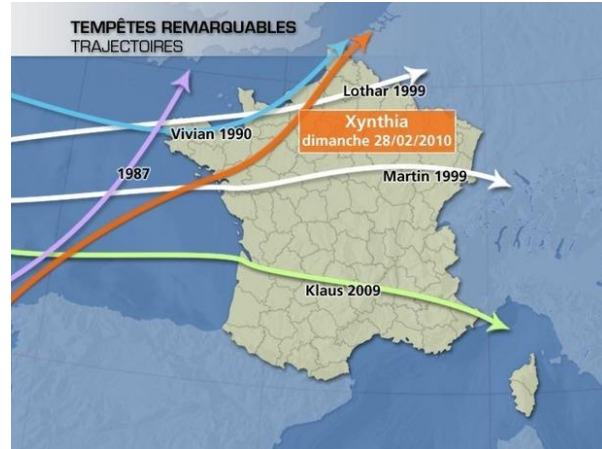 TEMPÊTES REMARQUABLES
TRAJECTOIRES
Lothar 1999
Xynthia
dimanche 28/02/2010
Vivian 1990
1987
Martin 1999
Klaus 2009